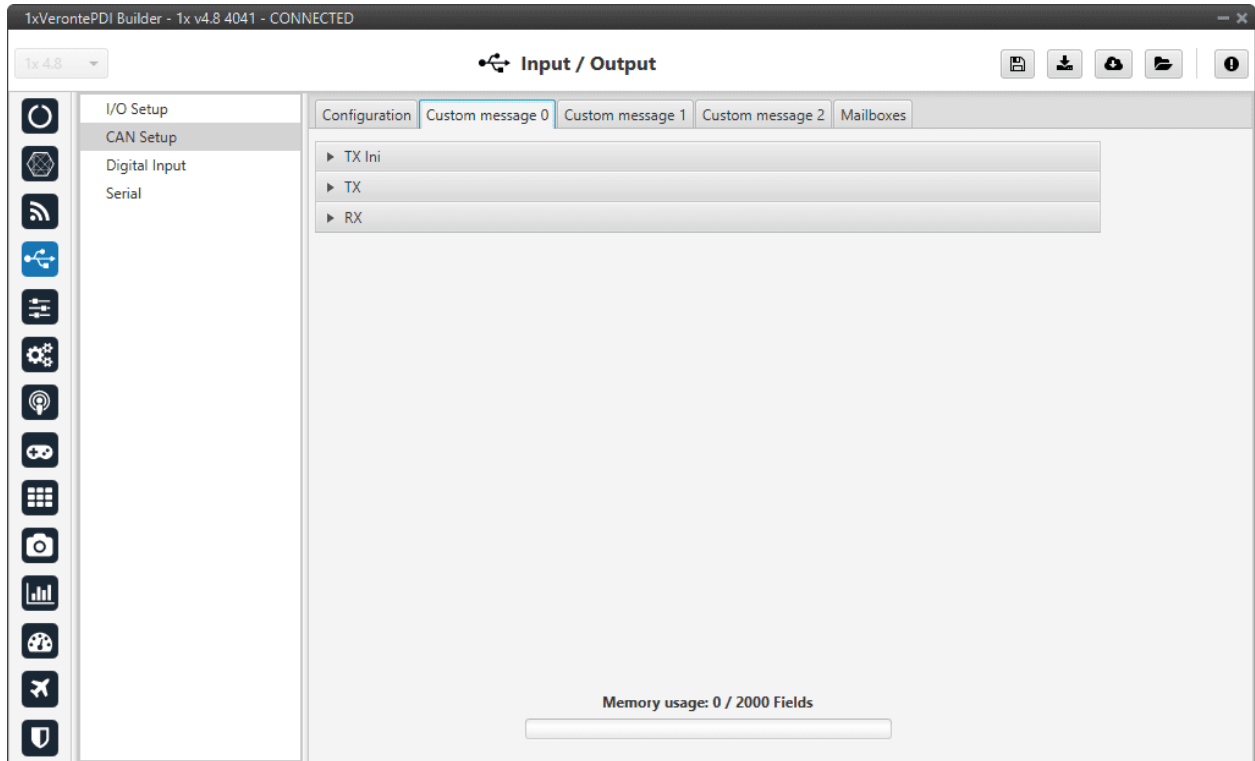 1xVerontePDI Builder - 1x v4.8 4041 - CONNECTED
1x 4.8
Input / Output
I/O Setup
CAN Setup
Digital Input
Serial
Configuration
Custom message 0
Custom message 1
Custom message 2
Mailboxes
TX Ini
TX
RX
Memory usage: 0 / 2000 Fields